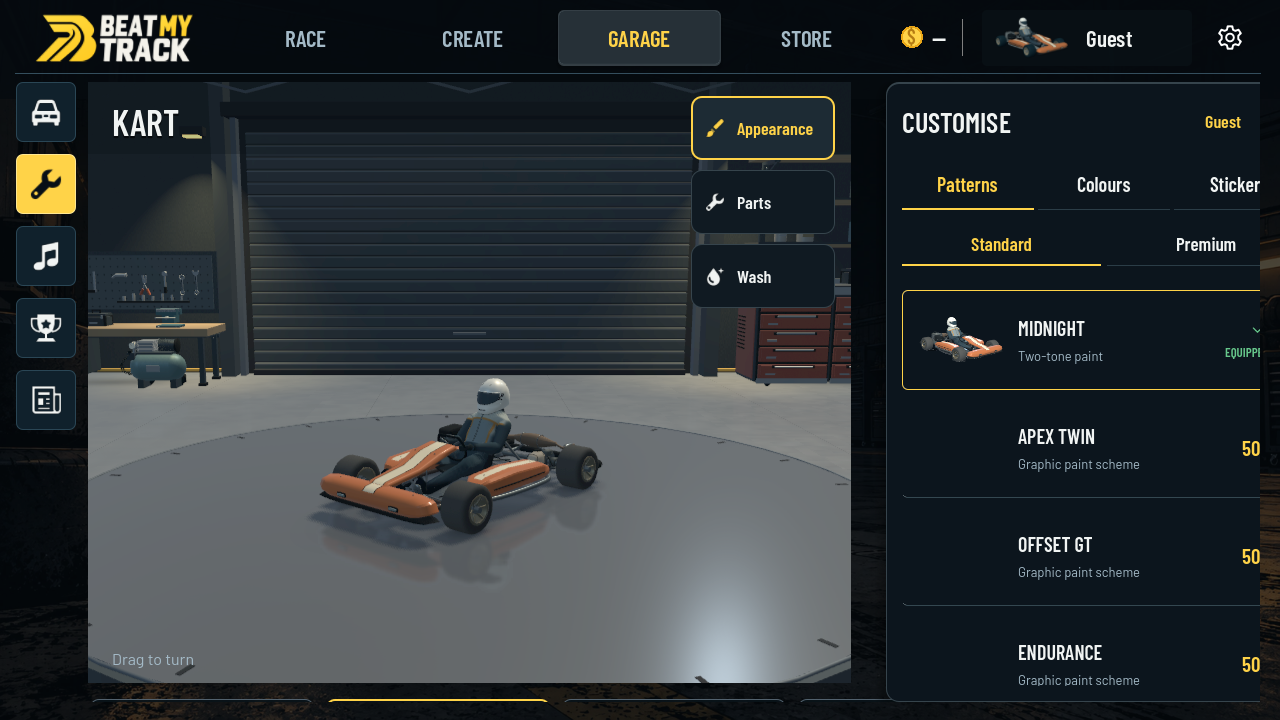 BEAT MY
TRACK
RACE
CREATE
GARAGE
STORE
–
Guest
KART_
Appearance
Parts
Wash
Drag to turn
CUSTOMISE
Guest
Patterns
Colours
Sticker
Standard
Premium
MIDNIGHT
Two-tone paint
EQUIPPE
APEX TWIN
Graphic paint scheme
50
OFFSET GT
Graphic paint scheme
50
ENDURANCE
Graphic paint scheme
50